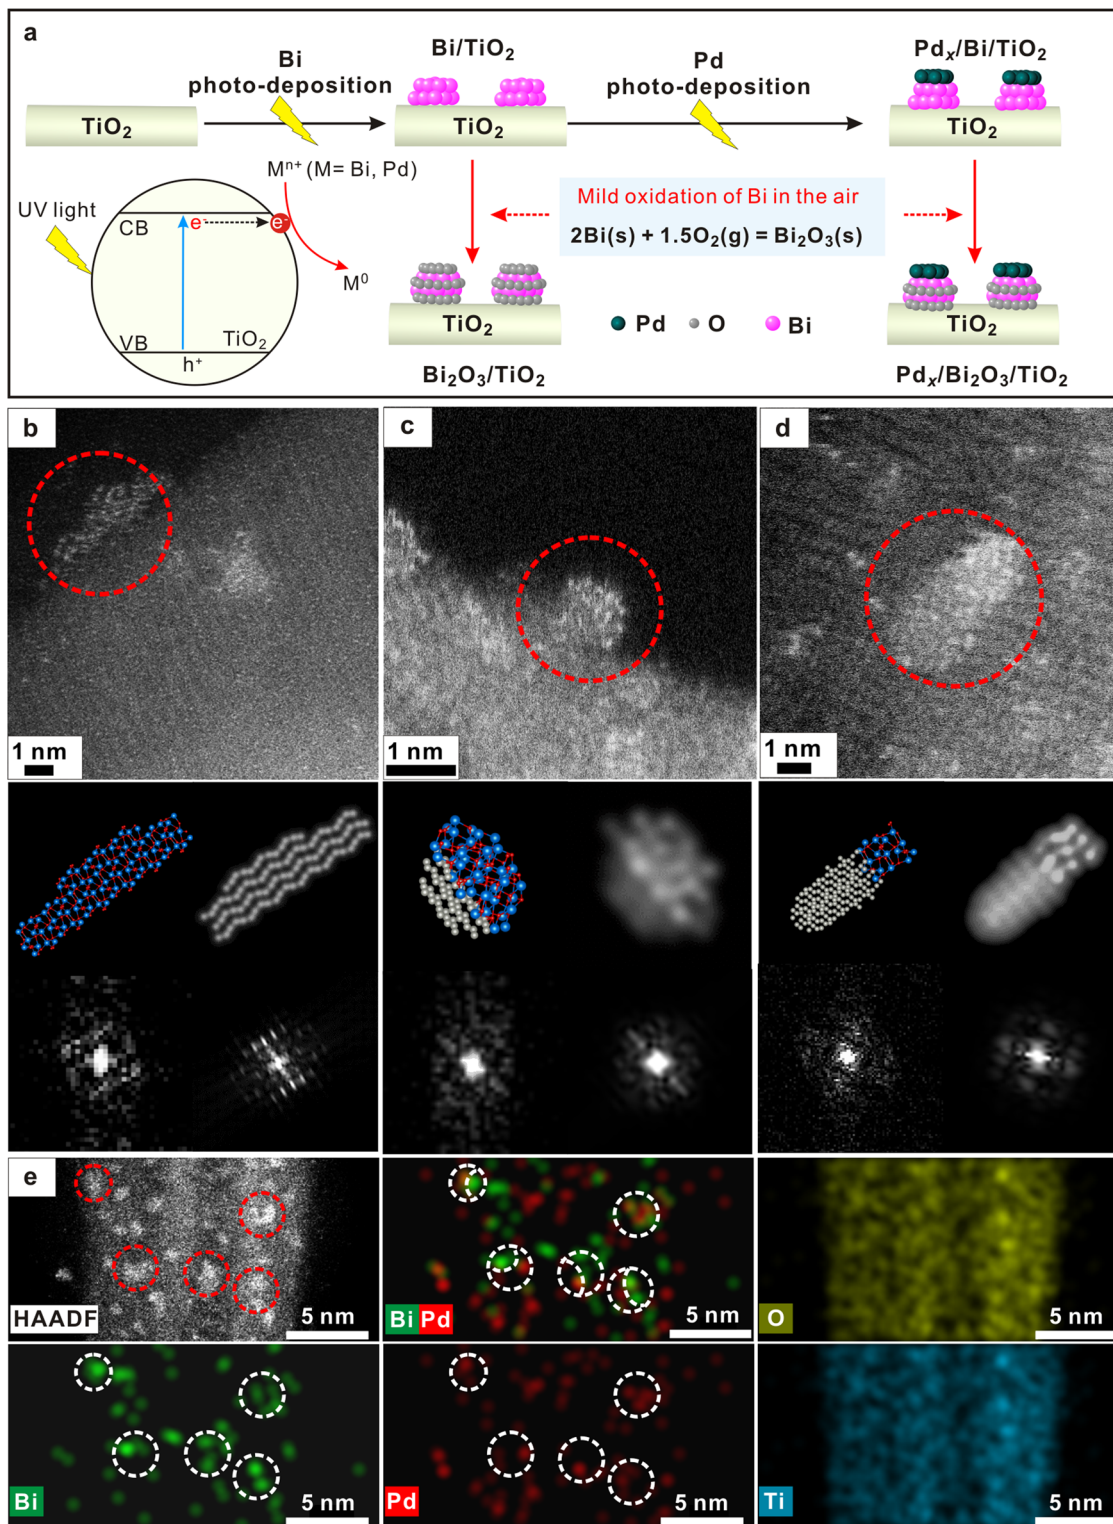 a
Bi
photo-deposition
Bi/TiO₂
Pd
photo-deposition
Pdₓ/Bi/TiO₂
TiO₂
TiO₂
TiO₂
Mⁿ⁺ (M= Bi, Pd)
UV light
CB
e⁻
e⁻
M⁰
VB
TiO₂
h⁺
Mild oxidation of Bi in the air
2Bi(s) + 1.5O₂(g) = Bi₂O₃(s)
TiO₂
Pd
O
Bi
TiO₂
Bi₂O₃/TiO₂
Pdₓ/Bi₂O₃/TiO₂
b
c
d
1 nm
1 nm
1 nm
e
HAADF
5 nm
Bi Pd
5 nm
O
5 nm
Bi
5 nm
Pd
5 nm
Ti
5 nm